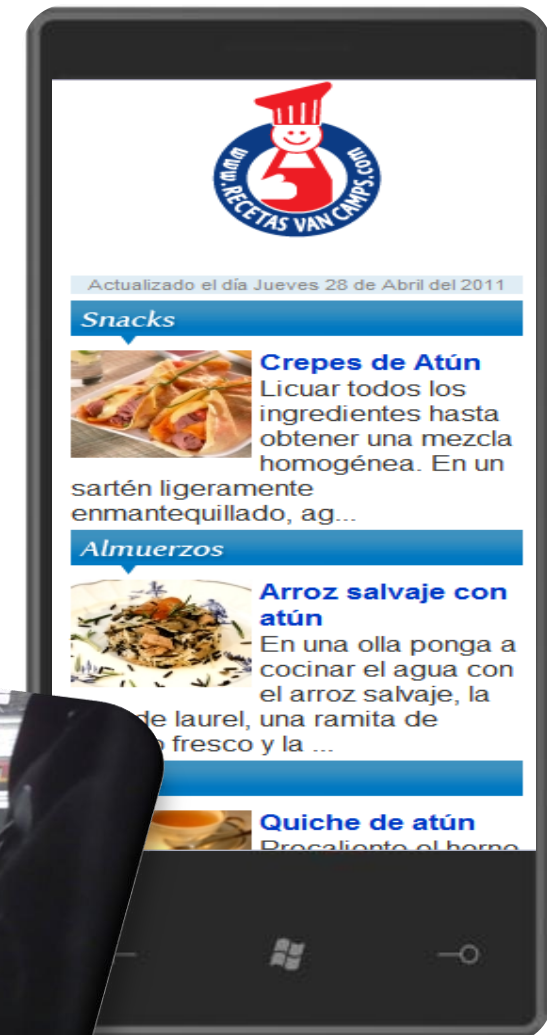 www.RECETAS VAN CAMPS.com
Actualizado el día Jueves 28 de Abril del 2011
Snacks
Crepes de Atún
Licuar todos los
ingredientes hasta
obtener una mezcla
homogénea. En un
sartén ligeramente
enmantequillado, ag...
Almuerzos
Arroz salvaje con
atún
En una olla ponga a
cocinar el agua con
el arroz salvaje, la
de laurel, una ramita de
fresco y la ...
Quiche de atún
Precaliente el horno